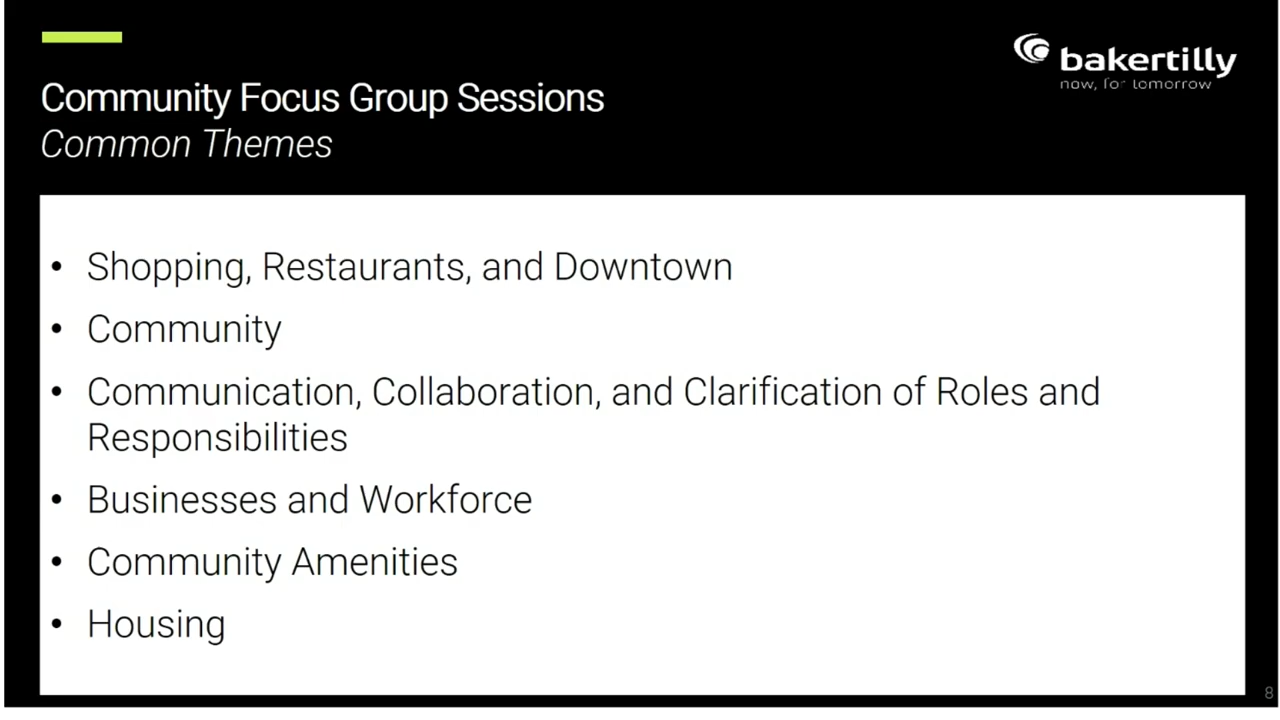 bakertilly
now, for tomorrow
Community Focus Group Sessions
Common Themes
• Shopping, Restaurants, and Downtown
• Community
• Communication, Collaboration, and Clarification of Roles and
Responsibilities
• Businesses and Workforce
• Community Amenities
• Housing
8